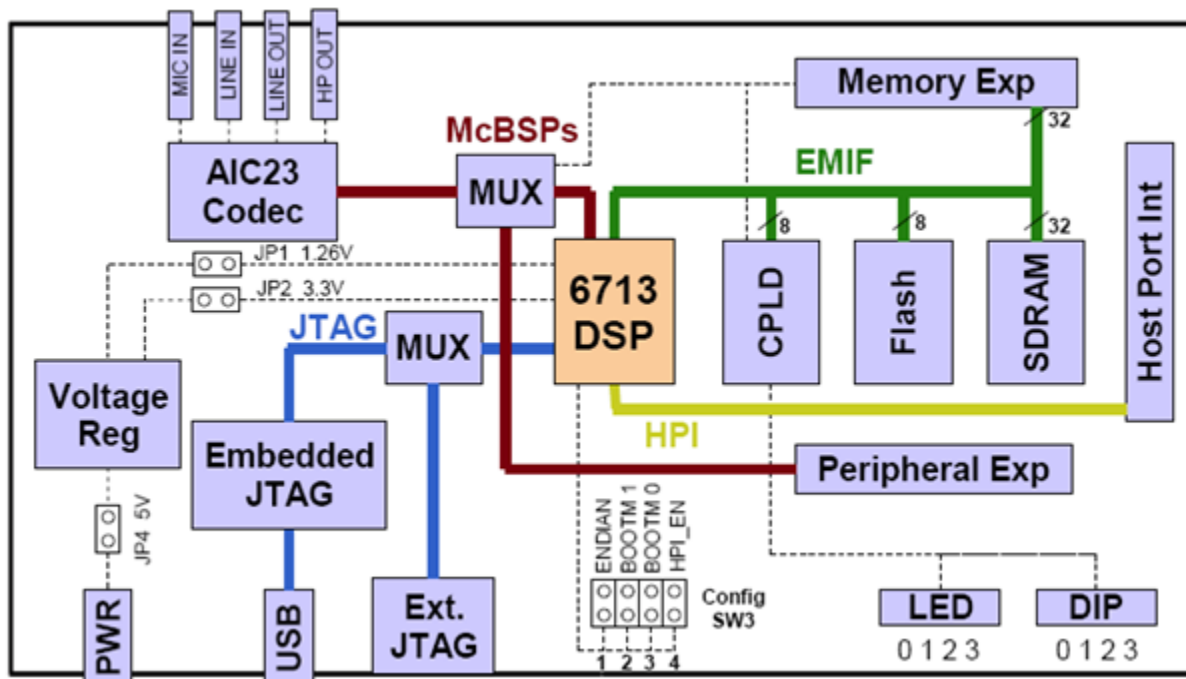 MIC IN
LINE IN
LINE OUT
HP OUT
Memory Exp
32
McBSPs
EMIF
AIC23
Codec
MUX
8
8
32
JP1 1.26V
JP2 3.3V
6713
DSP
CPLD
Flash
SDRAM
Host Port Int
JTAG
MUX
Voltage
Reg
HPI
Embedded
JTAG
Peripheral Exp
JP4 5V
ENDIAN
BOOTM 1
BOOTM 0
HPI_EN
Config
SW3
1 2 3 4
PWR
USB
Ext.
JTAG
LED
0 1 2 3
DIP
0 1 2 3